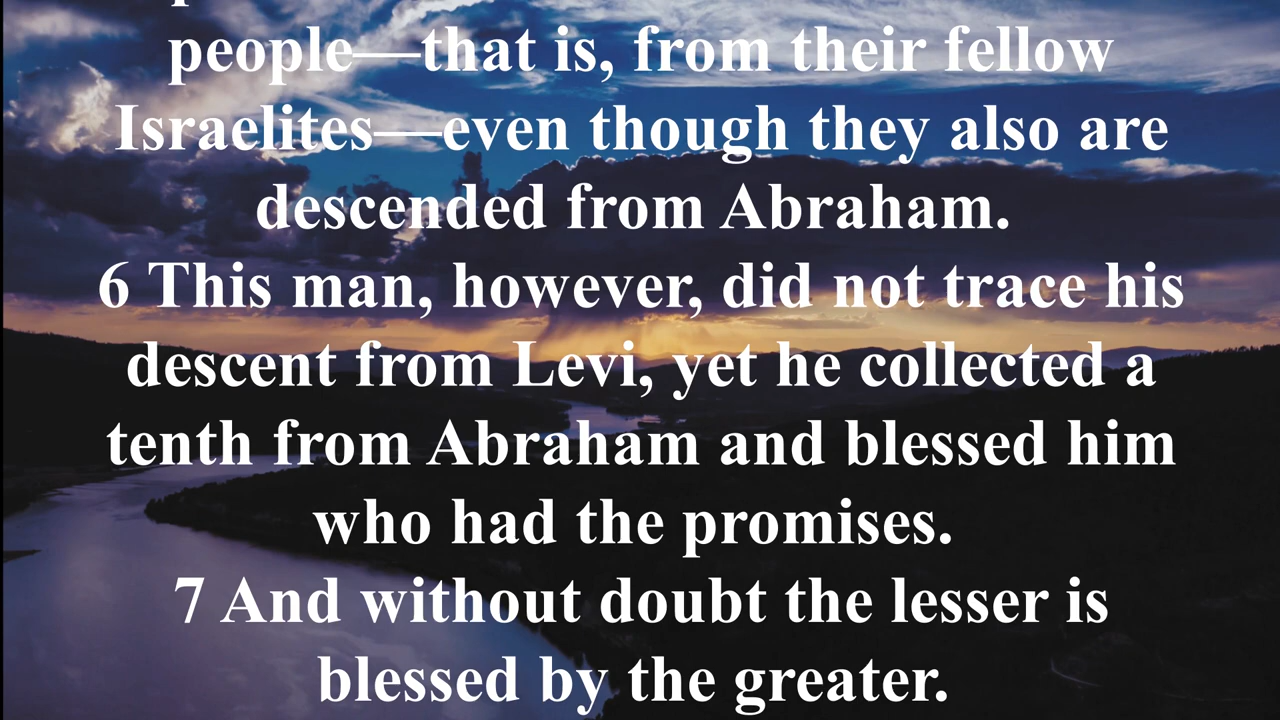 people—that is, from their fellow
Israelites—even though they also are
descended from Abraham.
6 This man, however, did not trace his
descent from Levi, yet he collected a
tenth from Abraham and blessed him
who had the promises.
7 And without doubt the lesser is
blessed by the greater.